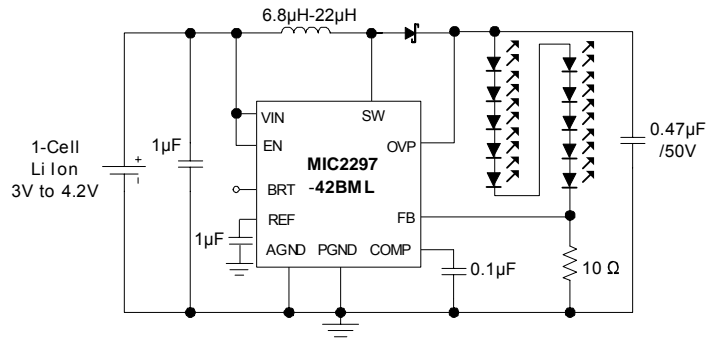 6.8µH-22µH
1-Cell
Li Ion
3V to 4.2V
+
-
1µF
VIN
EN
BRT
REF
AGND
PGND
COMP
SW
OVP
FB
MIC2297
-42BML
1µF
0.1µF
10 Ω
0.47µF
/50V